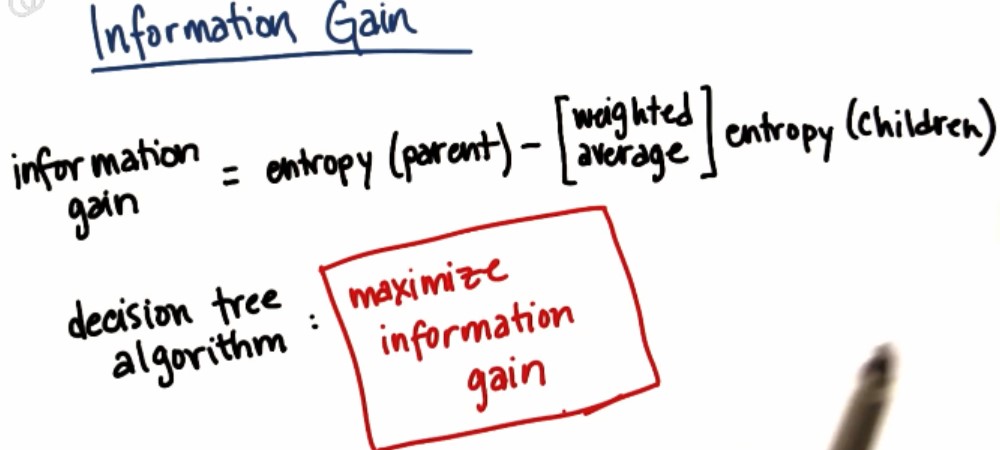 Information Gain
information gain = entropy (parent) - [weighted average] entropy (children)
decision tree algorithm : maximize information gain